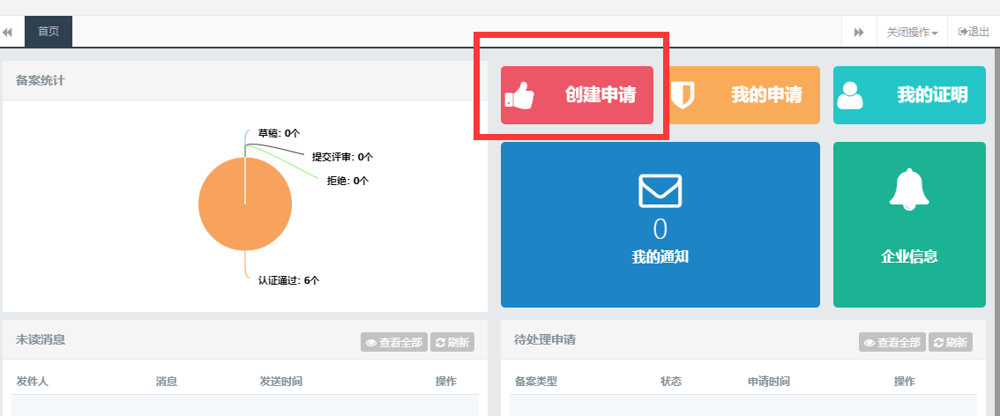 首页
关闭操作
退出
备案统计
草稿: 0个
提交评审: 0个
拒绝: 0个
认证通过: 6个
创建申请
我的申请
我的证明
0
我的通知
企业信息
未读消息
查看全部
刷新
发件人 消息 发送时间 操作
待处理申请
查看全部
刷新
备案类型 状态 申请时间 操作